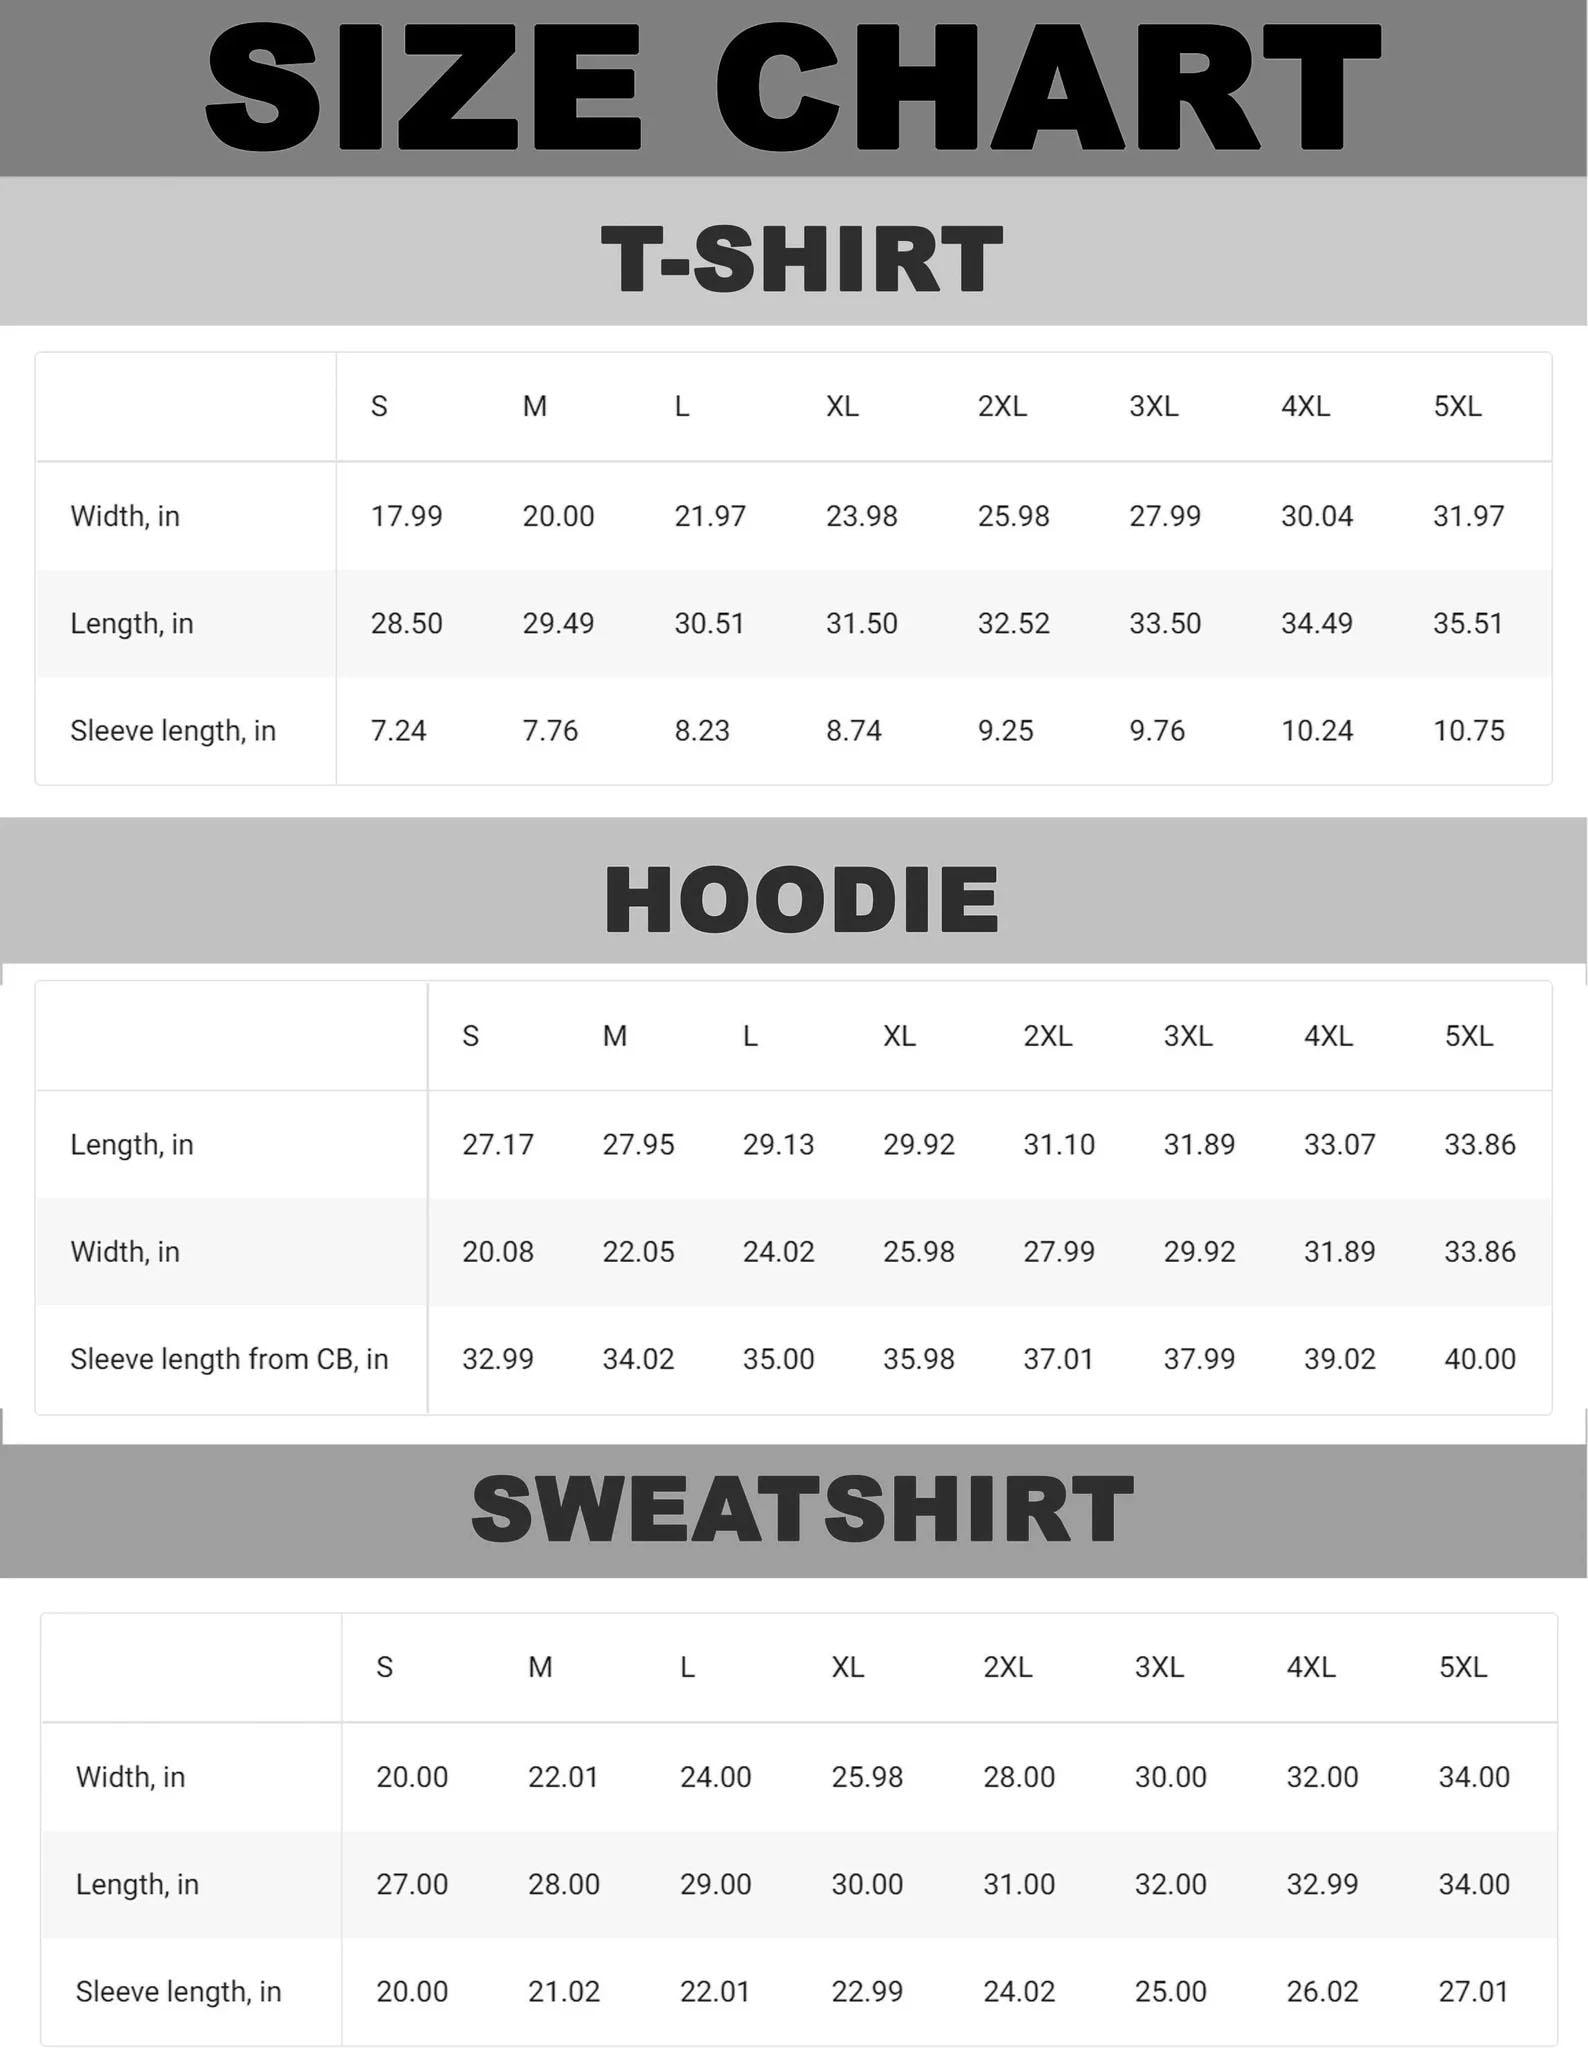 SIZE CHART
T-SHIRT
S M L XL 2XL 3XL 4XL 5XL
Width, in 17.99 20.00 21.97 23.98 25.98 27.99 30.04 31.97
Length, in 28.50 29.49 30.51 31.50 32.52 33.50 34.49 35.51
Sleeve length, in 7.24 7.76 8.23 8.74 9.25 9.76 10.24 10.75
HOODIE
S M L XL 2XL 3XL 4XL 5XL
Length, in 27.17 27.95 29.13 29.92 31.10 31.89 33.07 33.86
Width, in 20.08 22.05 24.02 25.98 27.99 29.92 31.89 33.86
Sleeve length from CB, in 32.99 34.02 35.00 35.98 37.01 37.99 39.02 40.00
SWEATSHIRT
S M L XL 2XL 3XL 4XL 5XL
Width, in 20.00 22.01 24.00 25.98 28.00 30.00 32.00 34.00
Length, in 27.00 28.00 29.00 30.00 31.00 32.00 32.99 34.00
Sleeve length, in 20.00 21.02 22.01 22.99 24.02 25.00 26.02 27.01